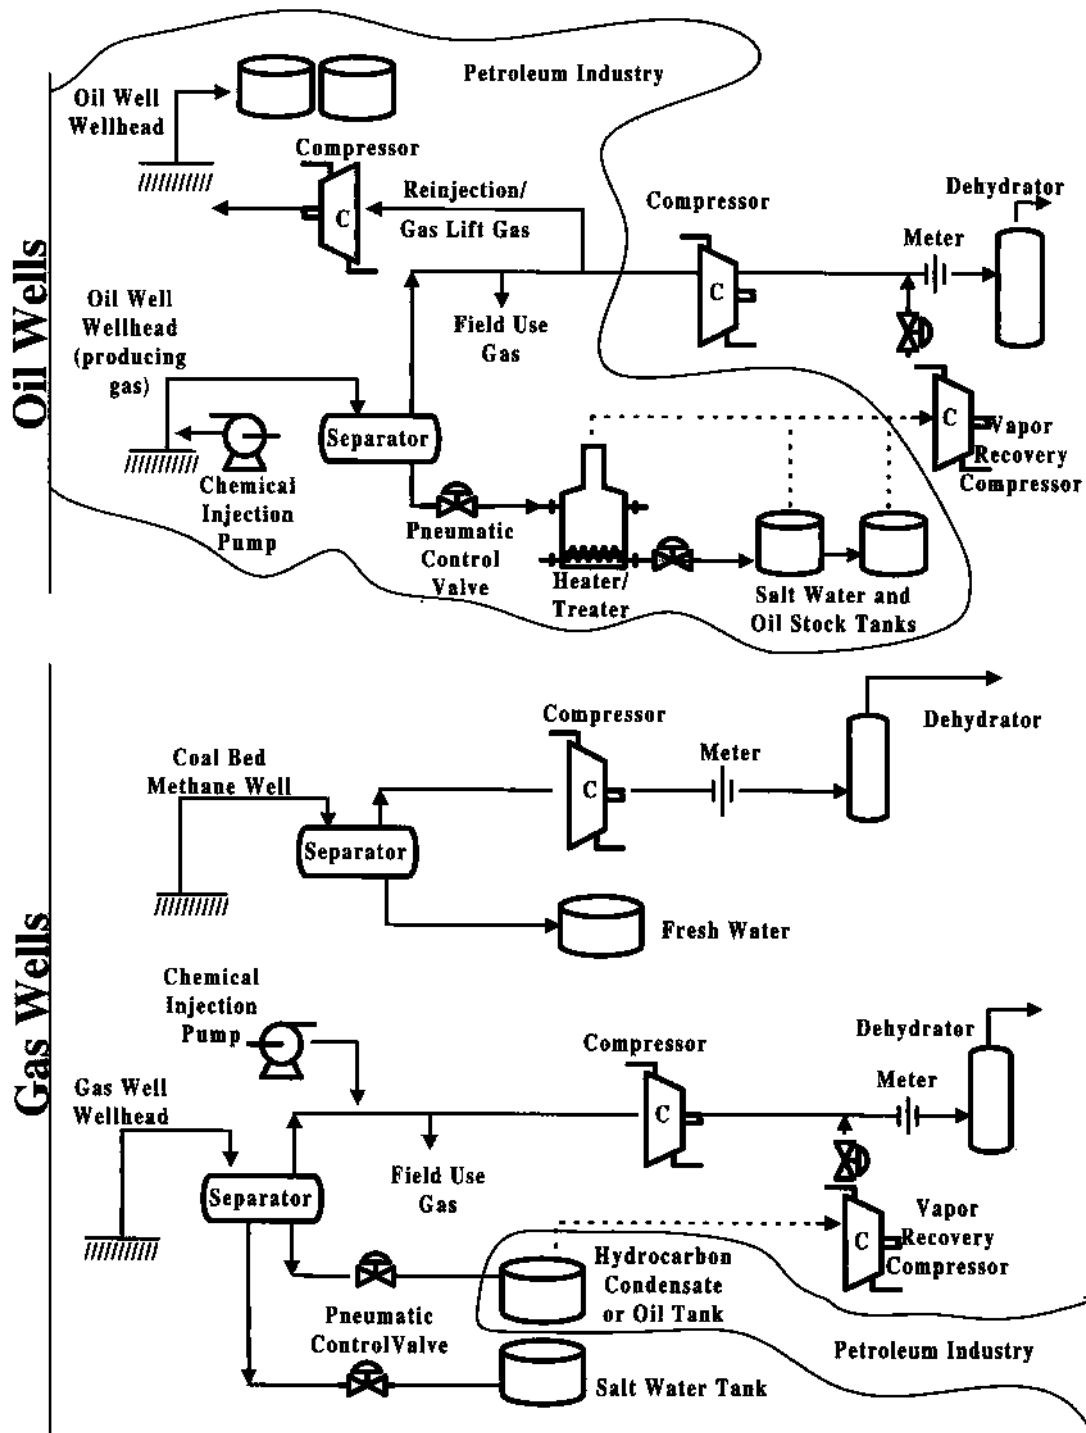 Oil Wells
Petroleum Industry
Oil Well
Wellhead
Compressor
C
Reinjection/
Gas Lift Gas
Compressor
C
Dehydrator
Meter
Oil Well
Wellhead
(producing
gas)
Field Use
Gas
Separator
Chemical
Injection
Pump
Pneumatic
Control
Valve
Heater/
Treater
C
Vapor
Recovery
Compressor
Salt Water and
Oil Stock Tanks
Gas Wells
Coal Bed
Methane Well
Compressor
C
Meter
Dehydrator
Separator
Fresh Water
Chemical
Injection
Pump
Gas Well
Wellhead
Compressor
C
Dehydrator
Meter
Separator
Field Use
Gas
C
Vapor
Recovery
Compressor
Hydrocarbon
Condensate
or Oil Tank
Pneumatic
ControlValve
Petroleum Industry
Salt Water Tank